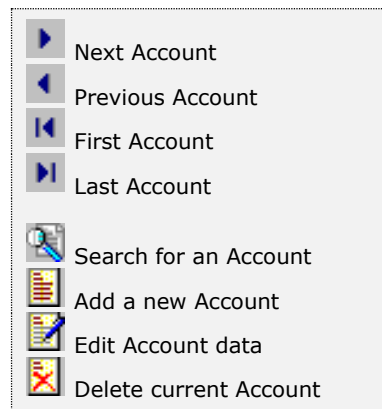 Next Account
Previous Account
First Account
Last Account
Search for an Account
Add a new Account
Edit Account data
Delete current Account